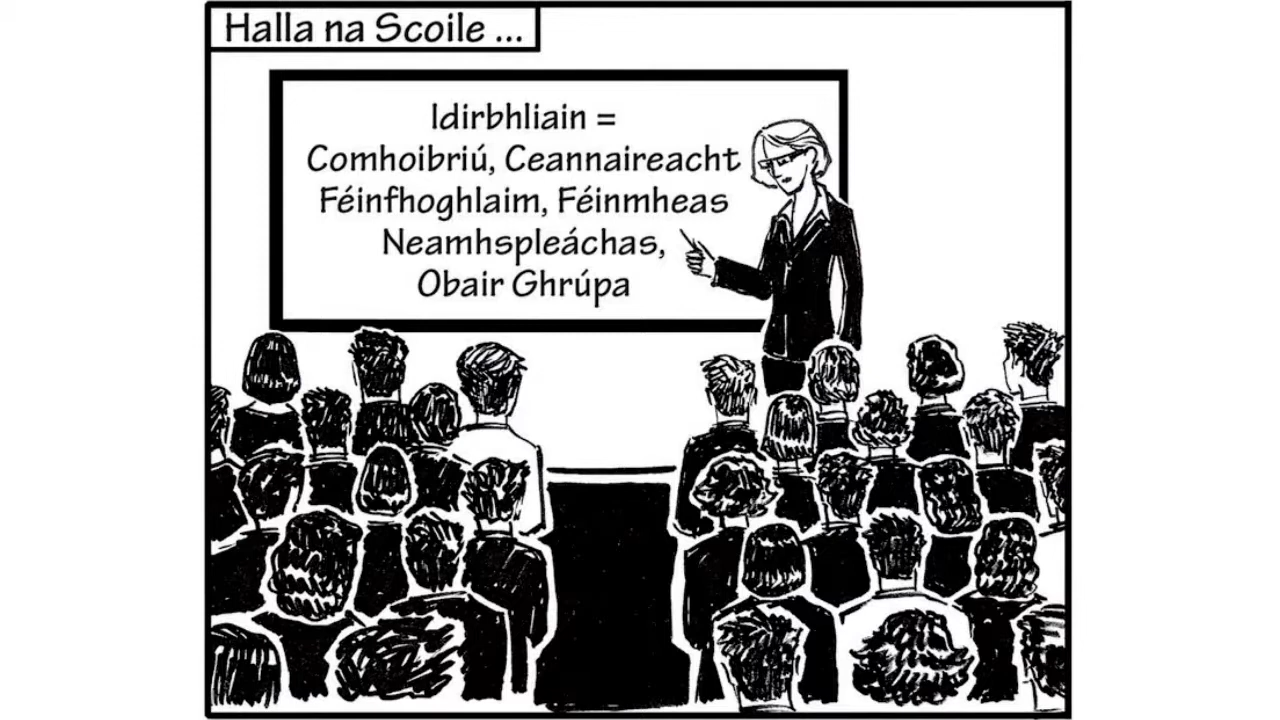 Halla na Scoile ...
Idirbhliain =
Comhoibriú, Ceannaireacht
Féinfhoghlaim, Féinmheas
Neamhspleáchas,
Obair Ghrúpa